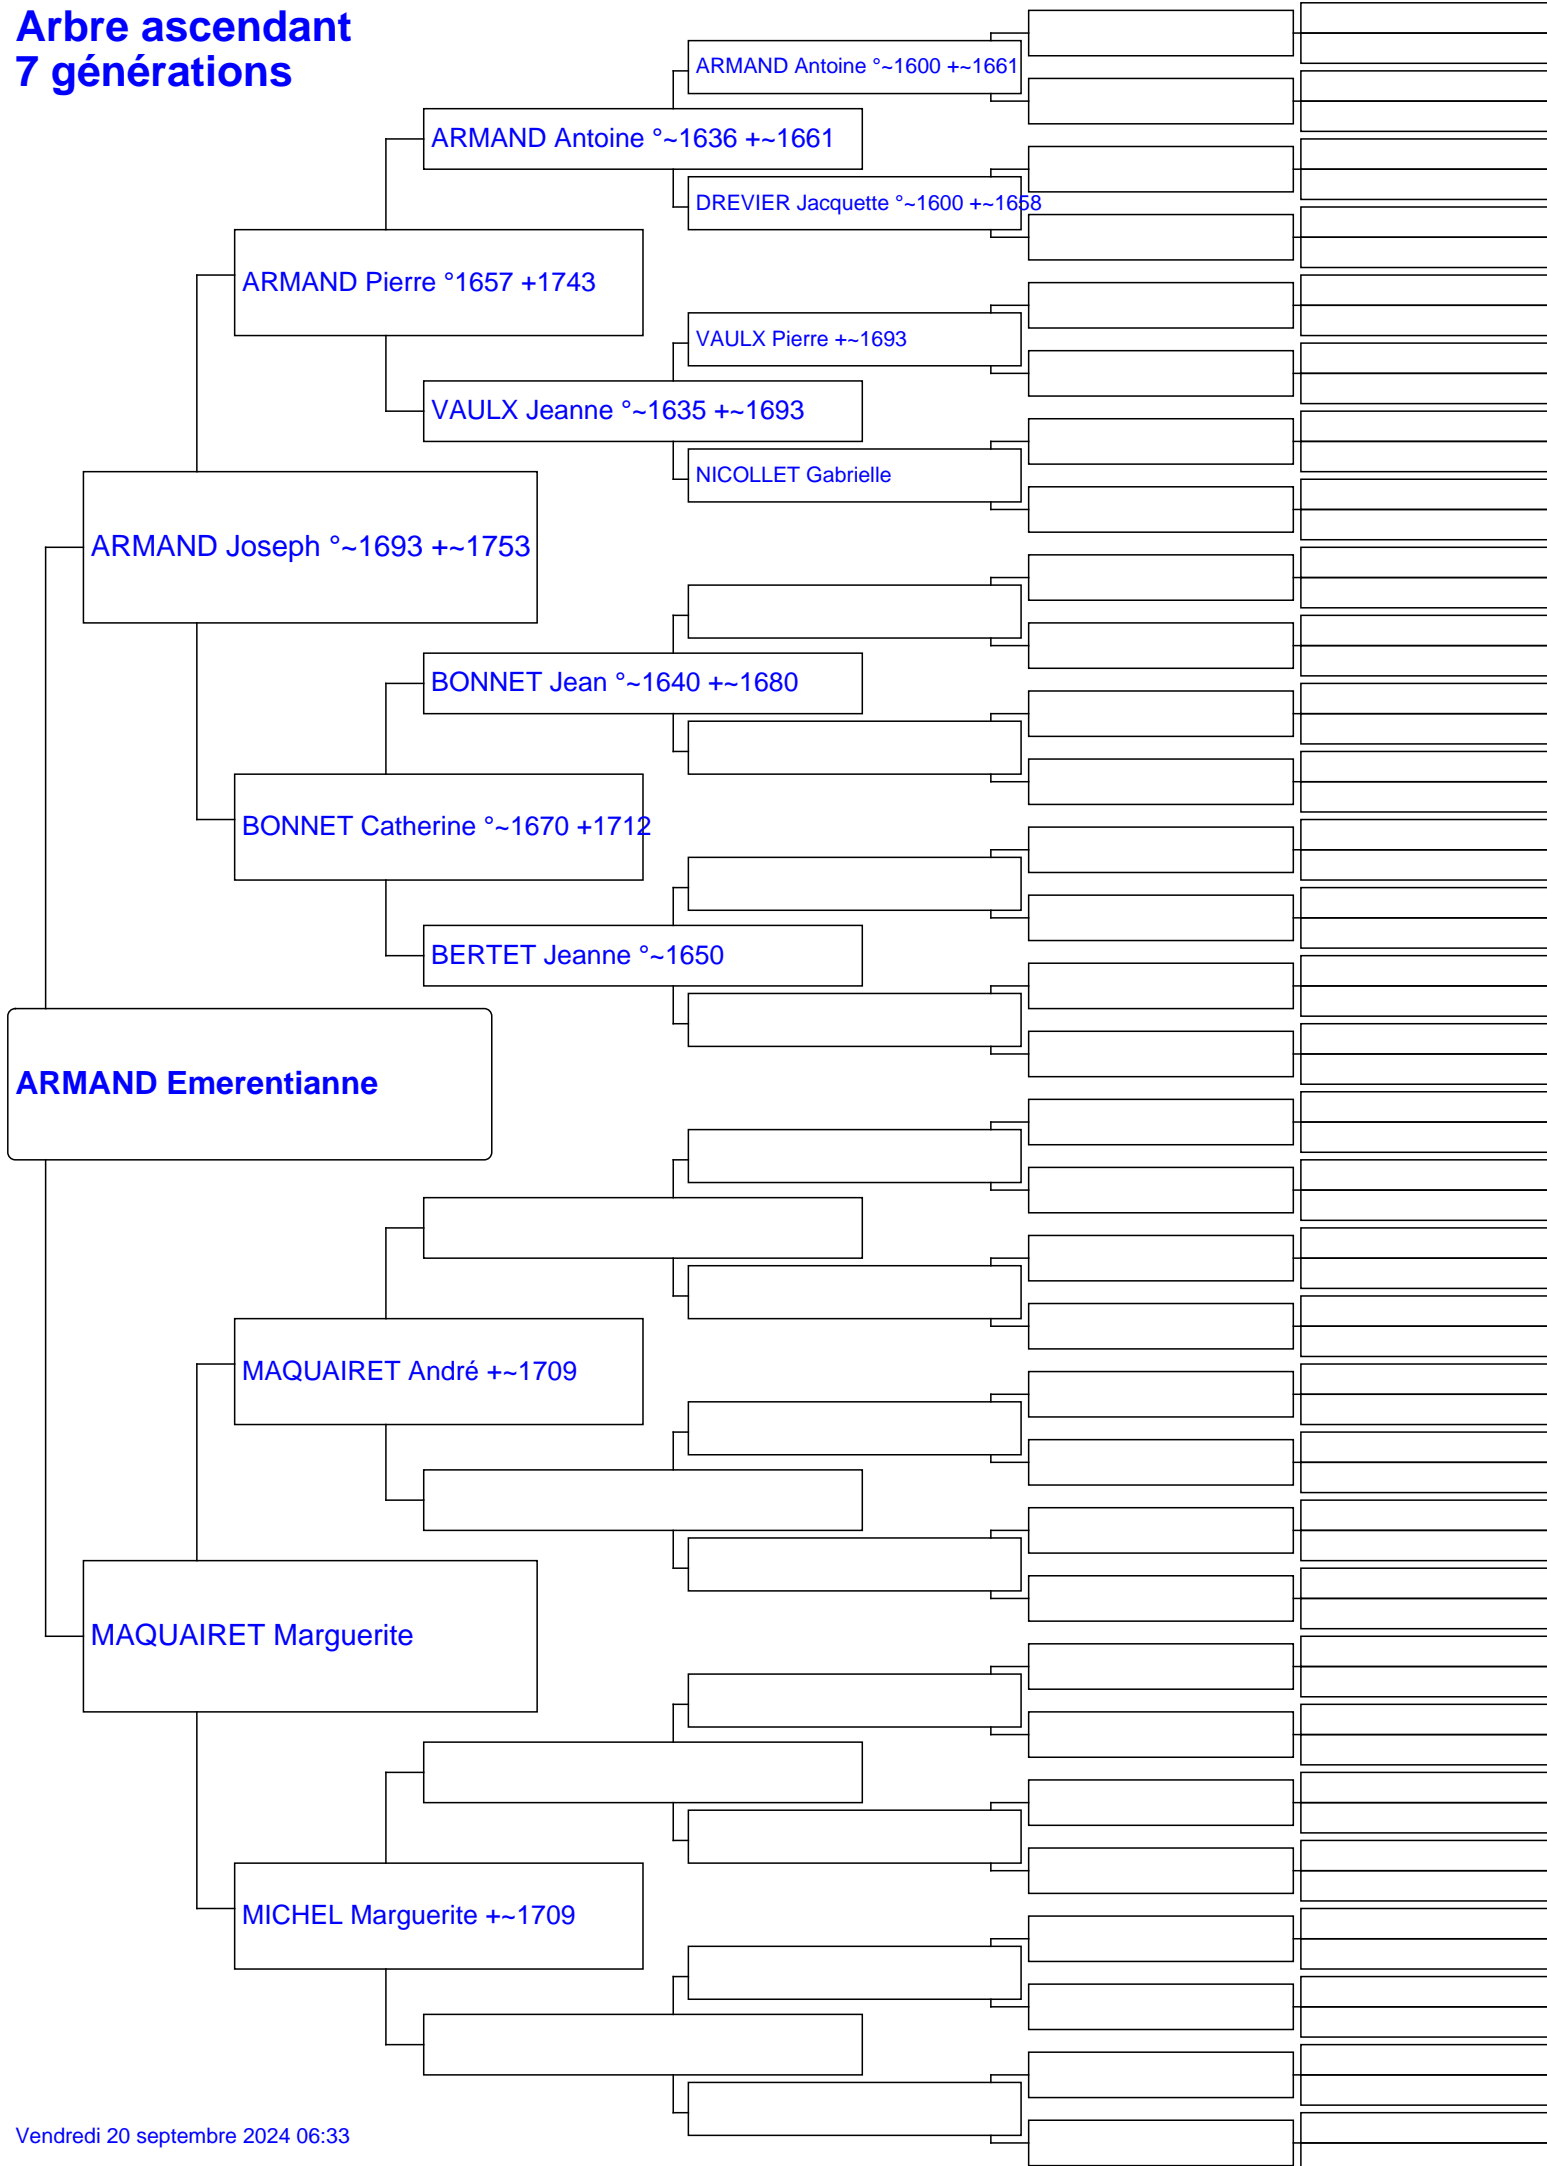 Arbre ascendant
7 générations
ARMAND Antoine °~1600 +~1661
ARMAND Antoine °~1636 +~1661
DREVIER Jacquette °~1600 +~1658
ARMAND Pierre °1657 +1743
VAULX Pierre +~1693
VAULX Jeanne °~1635 +~1693
NICOLLET Gabrielle
ARMAND Joseph °~1693 +~1753
BONNET Jean °~1640 +~1680
BONNET Catherine °~1670 +1712
BERTET Jeanne °~1650
ARMAND Emerentianne
MAQUAIRET André +~1709
MAQUAIRET Marguerite
MICHEL Marguerite +~1709
Vendredi 20 septembre 2024 06:33